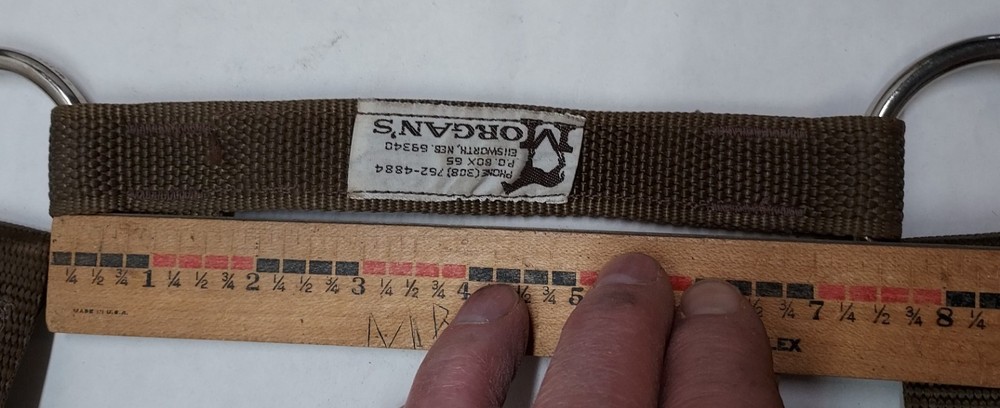 PHONE (308) 762-4884
P.O. BOX 65
ELLSWORTH, NEB. 69340
MORGAN'S
¼ ½ ¾ 1 ¼ ½ ¾ 2 ¼ ½ ¾ 3 ¼ ½ ¾ 4 ½ ¾ 5 ½ ¾ 7 ¼ ½ ¾ 8 ¼
MADE IN U.S.A.
LEX